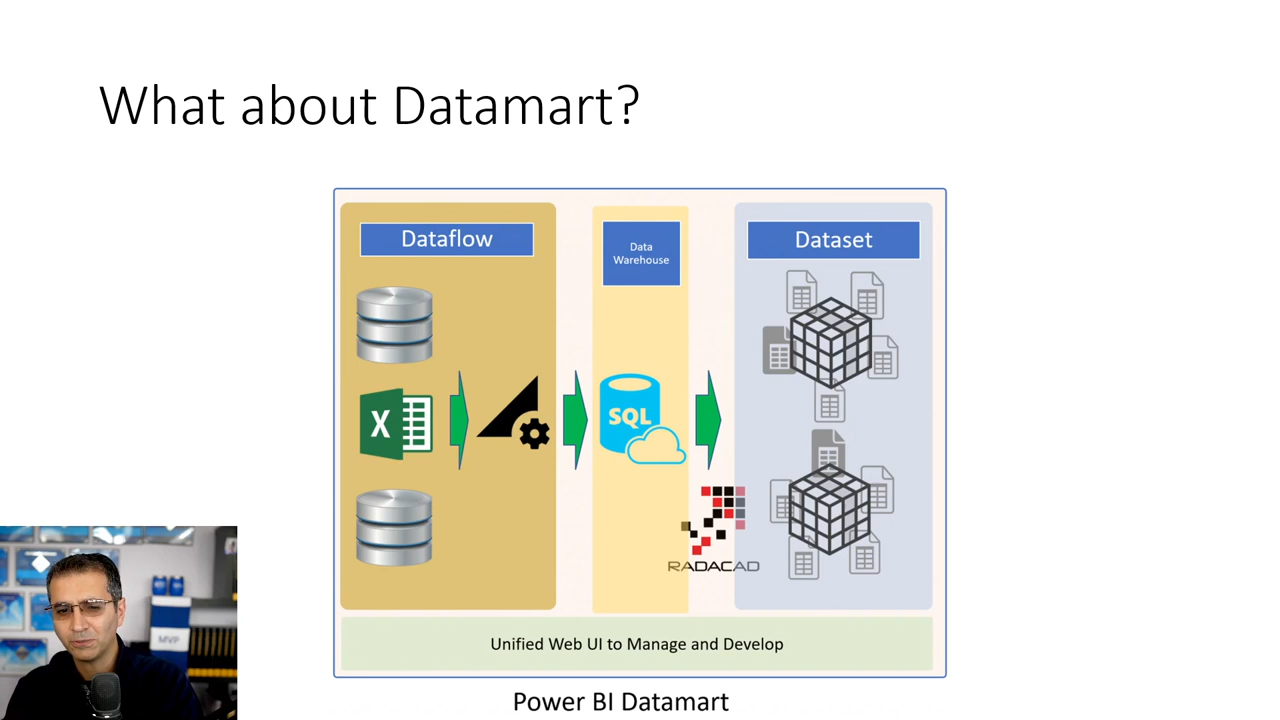 What about Datamart?
Dataflow
Data
Warehouse
Dataset
X
SQL
RADACAD
MVP
Unified Web UI to Manage and Develop
Power BI Datamart